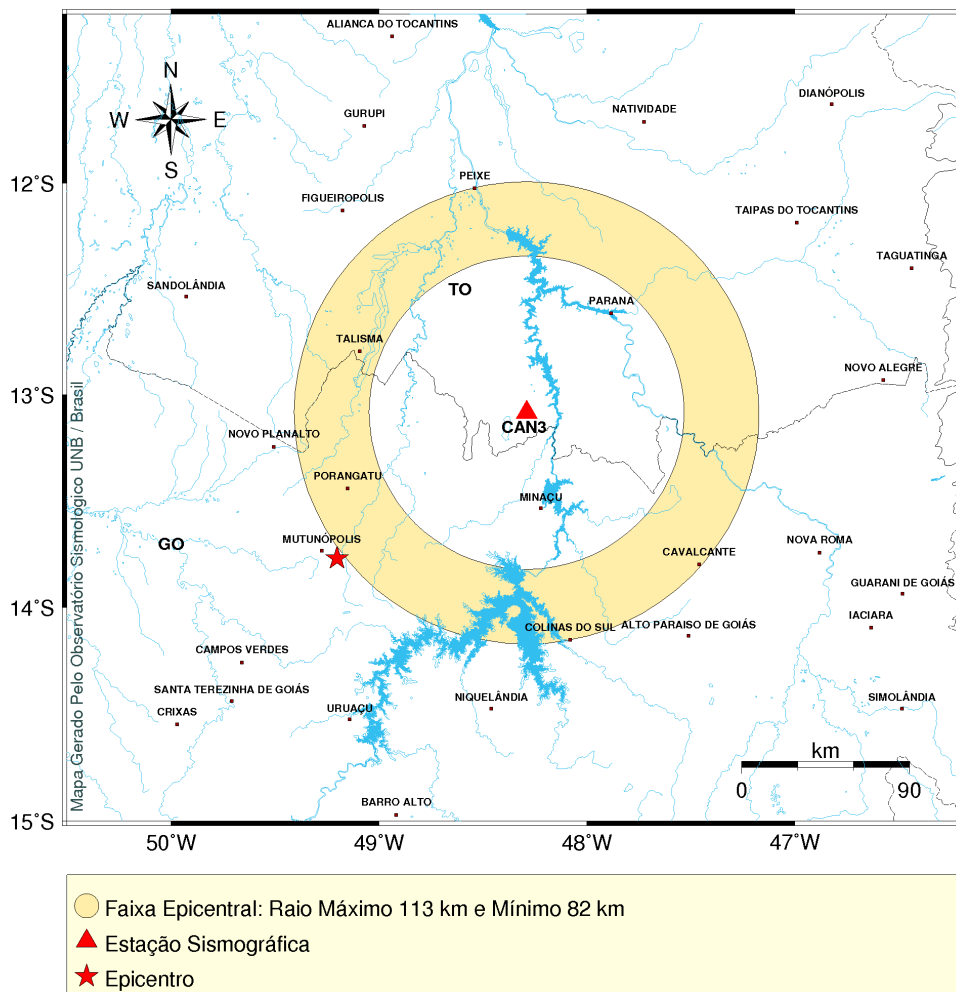 ALIANCA DO TOCANTINS
DIANÓPOLIS
N
GURUPI
NATIVIDADE
W
E
S
PEIXE
12°S
FIGUEIROPOLIS
TAIPAS DO TOCANTINS
TAGUATINGA
SANDOLÂNDIA
TO
PARANA
TALISMA
NOVO ALEGRE
13°S
CAN3
NOVO PLANALTO
PORANGATU
MINAÇU
MUTUNÓPOLIS
GO
CAVALCANTE
NOVA ROMA
GUARANI DE GOIÁS
14°S
IACIARA
COLINAS DO SUL
ALTO PARAISO DE GOIÁS
CAMPOS VERDES
SANTA TEREZINHA DE GOIÁS
CRIXAS
URUAÇU
NIQUELÂNDIA
SIMOLÂNDIA
km
0
90
BARRO ALTO
15°S
Mapa Gerado Pelo Observatório Sismologico UNB / Brasil
50°W
49°W
48°W
47°W
Faixa Epicentral: Raio Máximo 113 km e Mínimo 82 km
Estação Sismográfica
Epicentro